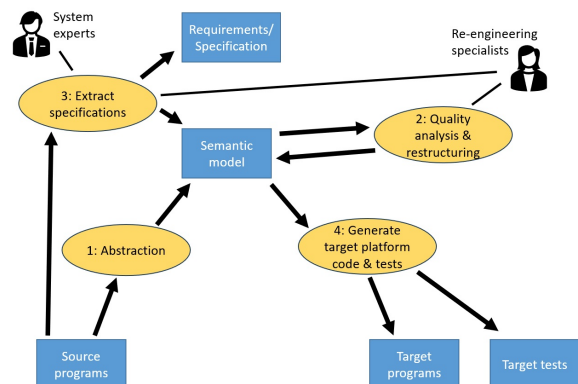 System
experts
Requirements/
Specification
Re-engineering
specialists
3: Extract
specifications
2: Quality
analysis &
restructuring
Semantic
model
1: Abstraction
4: Generate
target platform
code & tests
Source
programs
Target
programs
Target tests